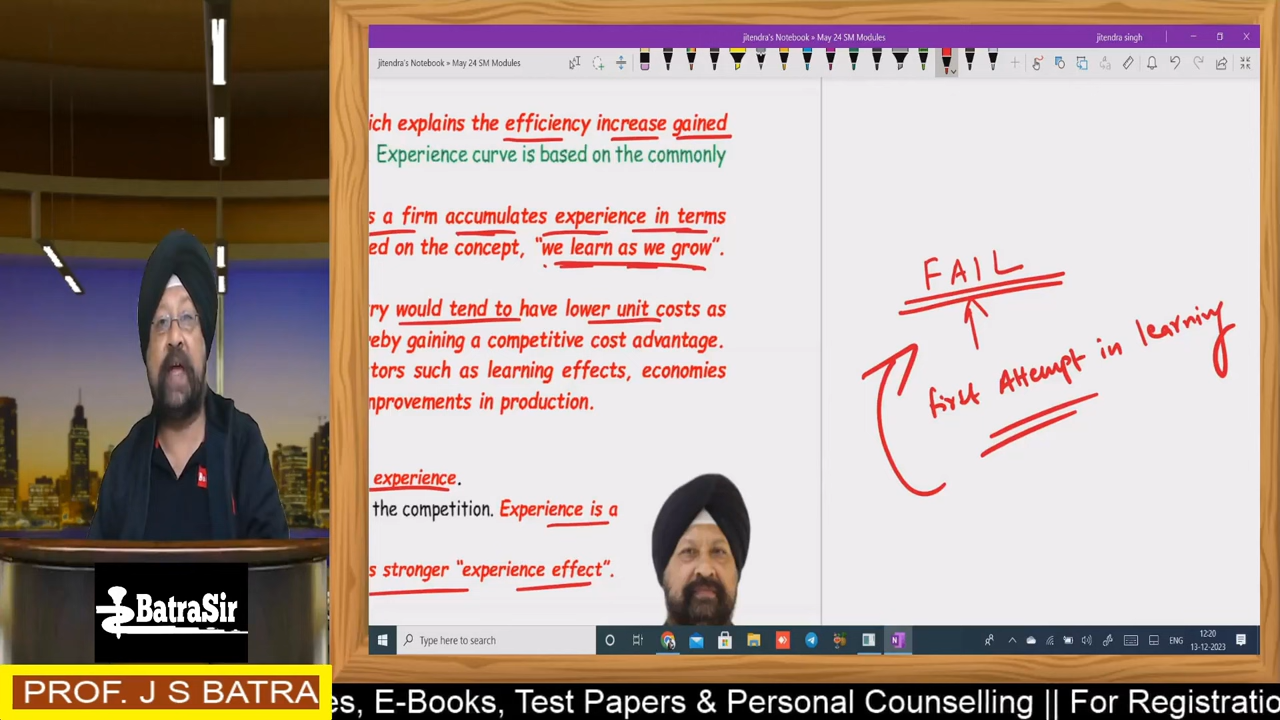 jitendra's Notebook » May 24 SM Modules
jitendra singh
jitendra's Notebook » May 24 SM Modules
ich explains the efficiency increase gained
Experience curve is based on the commonly
s a firm accumulates experience in terms
ed on the concept, “we learn as we grow”.
ry would tend to have lower unit costs as
reby gaining a competitive cost advantage.
tors such as learning effects, economies
mprovements in production.
experience.
the competition. Experience is a
s stronger “experience effect”.
FAIL
first Attempt in learning
Type here to search
ENG
12:20
13-12-2023
BatraSir
PROF. J S BATRA
es, E-Books, Test Papers & Personal Counselling || For Registratio